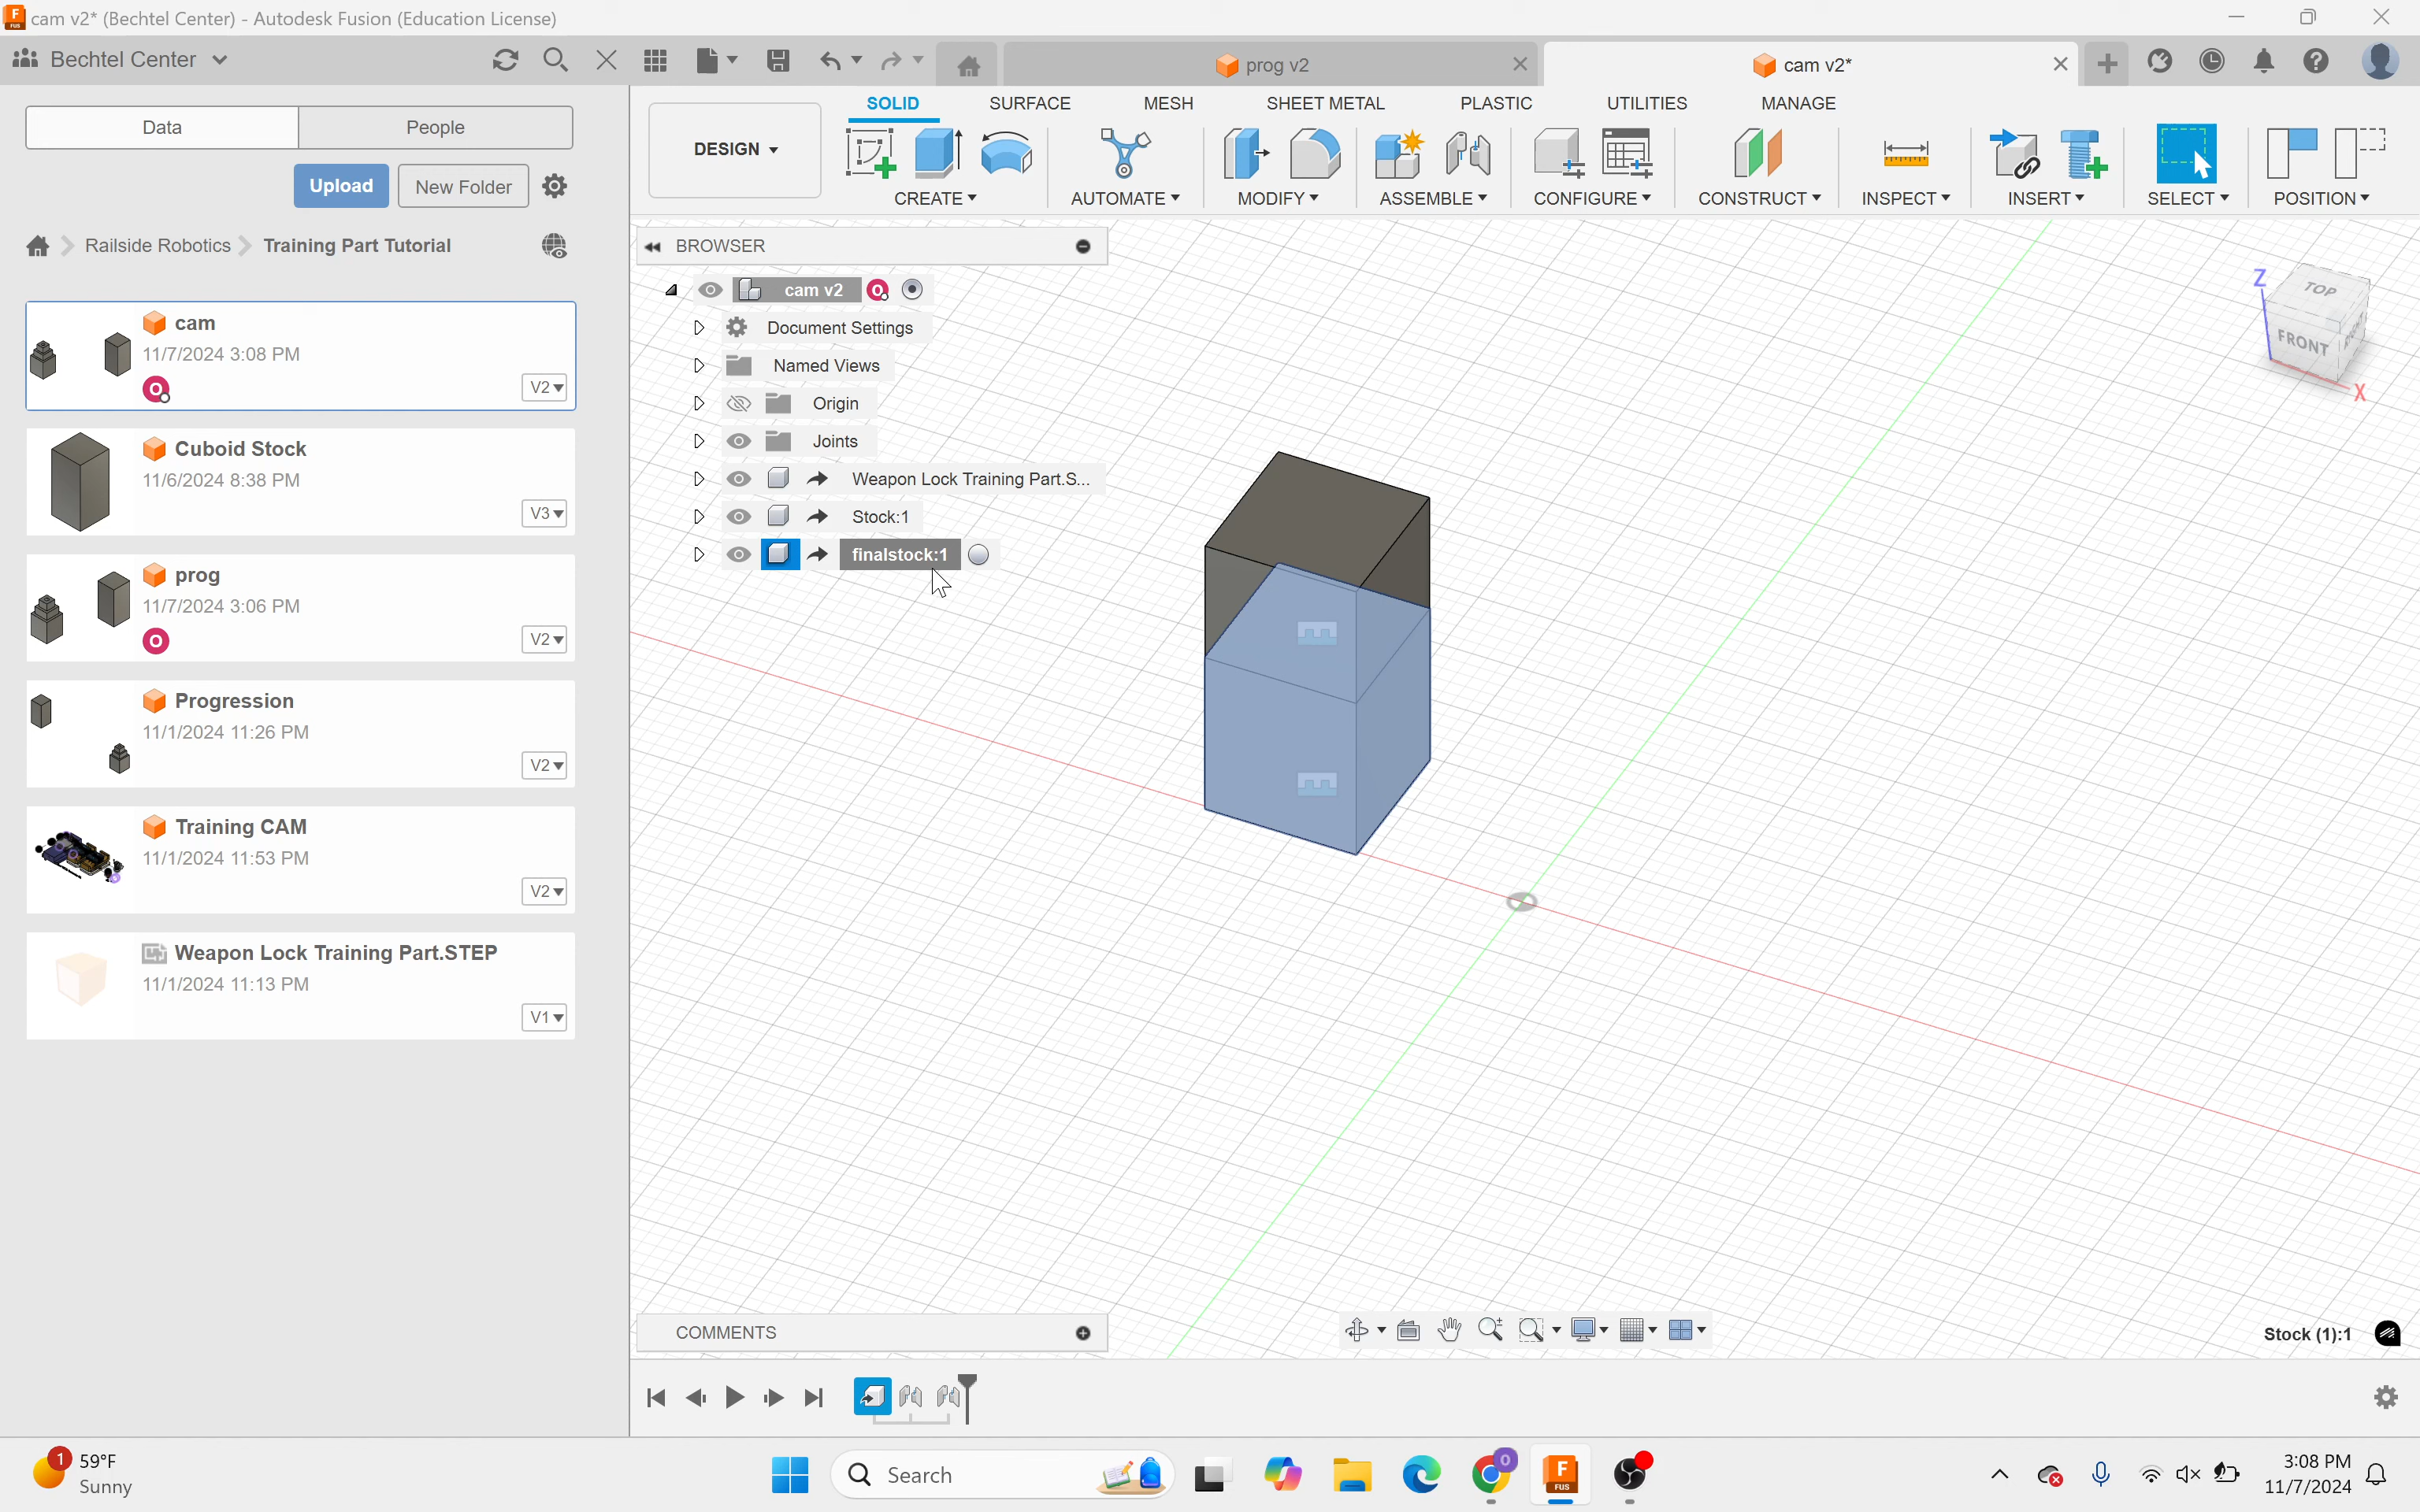 cam v2* (Bechtel Center) - Autodesk Fusion (Education License)
Bechtel Center
prog v2
cam v2*
Data
People
Upload
New Folder
Railside Robotics
Training Part Tutorial
cam
11/7/2024 3:08 PM
V2
Cuboid Stock
11/6/2024 8:38 PM
V3
prog
11/7/2024 3:06 PM
V2
Progression
11/1/2024 11:26 PM
V2
Training CAM
11/1/2024 11:53 PM
V2
Weapon Lock Training Part.STEP
11/1/2024 11:13 PM
V1
DESIGN
SOLID
SURFACE
MESH
SHEET METAL
PLASTIC
UTILITIES
MANAGE
CREATE
AUTOMATE
MODIFY
ASSEMBLE
CONFIGURE
CONSTRUCT
INSPECT
INSERT
SELECT
POSITION
BROWSER
cam v2
Document Settings
Named Views
Origin
Joints
Weapon Lock Training Part.S...
Stock:1
finalstock:1
Z
TOP
FRONT
X
COMMENTS
Stock (1):1
1
59°F
Sunny
Search
3:08 PM
11/7/2024